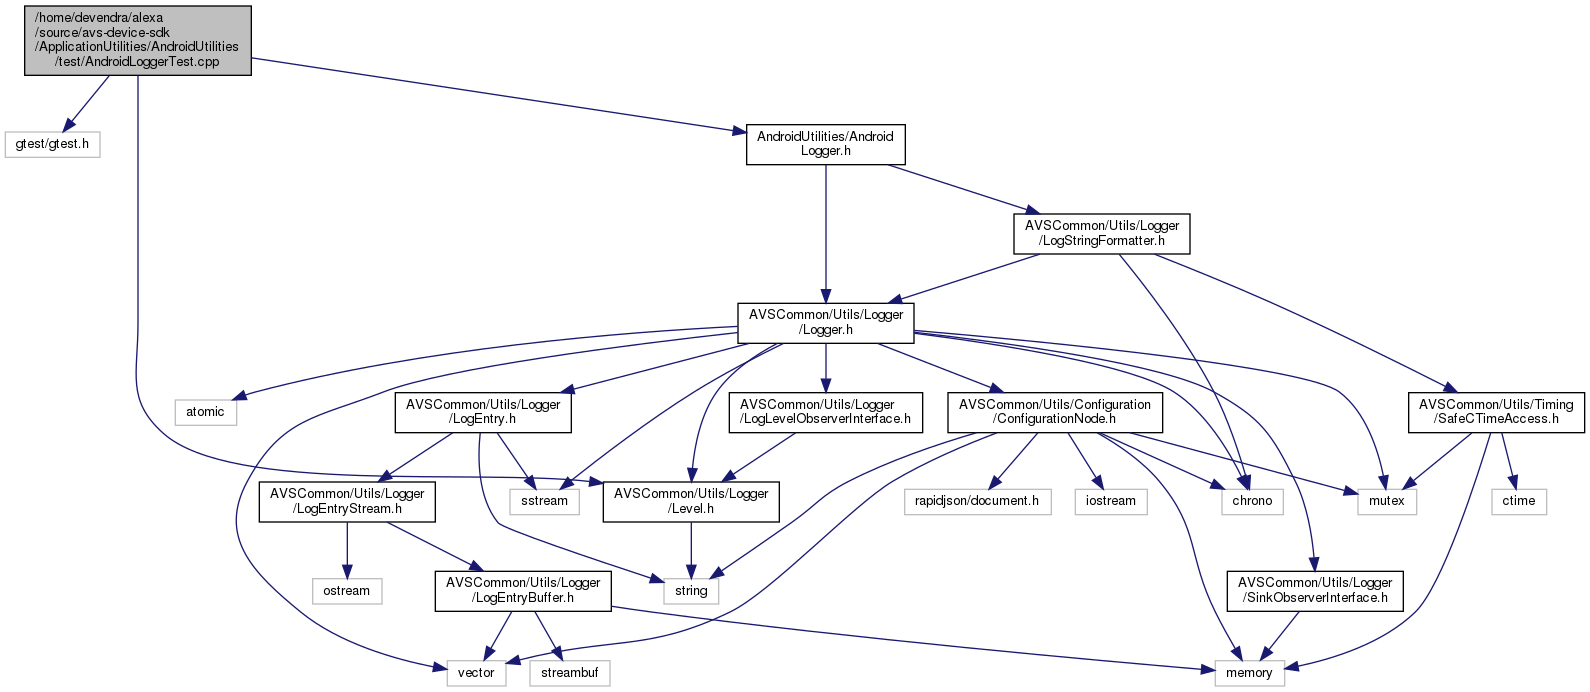 /home/devendra/alexa
/source/avs-device-sdk
/ApplicationUtilities/AndroidUtilities
/test/AndroidLoggerTest.cpp
gtest/gtest.h
AndroidUtilities/Android
Logger.h
AVSCommon/Utils/Logger
/LogStringFormatter.h
AVSCommon/Utils/Logger
/Logger.h
atomic
AVSCommon/Utils/Logger
/LogEntry.h
AVSCommon/Utils/Logger
/LogLevelObserverInterface.h
AVSCommon/Utils/Configuration
/ConfigurationNode.h
AVSCommon/Utils/Timing
/SafeCTimeAccess.h
AVSCommon/Utils/Logger
/LogEntryStream.h
sstream
AVSCommon/Utils/Logger
/Level.h
rapidjson/document.h
iostream
chrono
mutex
ctime
ostream
AVSCommon/Utils/Logger
/LogEntryBuffer.h
string
AVSCommon/Utils/Logger
/SinkObserverInterface.h
vector
streambuf
memory